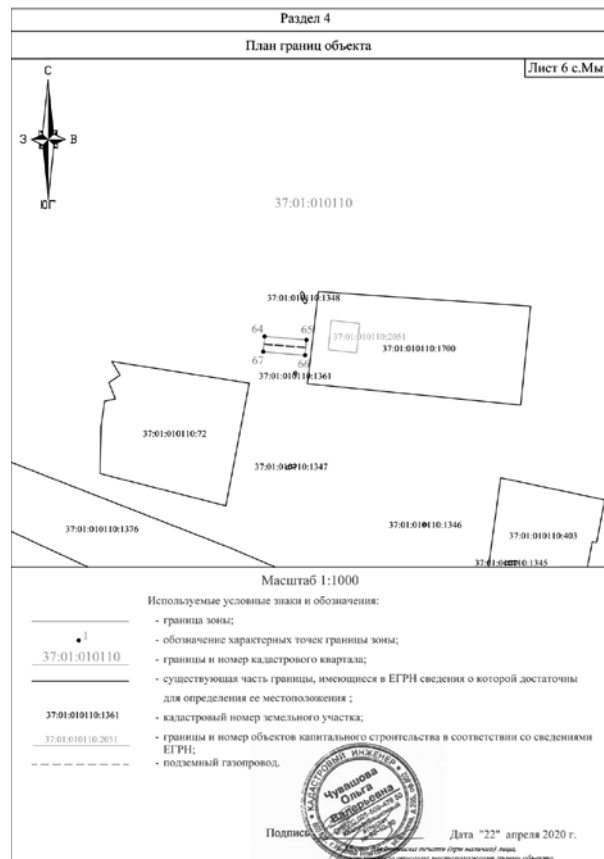 Раздел 4
План границ объекта
Лист 6 с.Мыт
С
З В
Ю
37:01:010110
37:01:010110:1348
64 65
37:01:010110:2051
37:01:010110:1700
67 66
37:01:010110:1361
37:01:010110:72
37:01:010110:1347
37:01:010110:1376
37:01:010110:1346
37:01:010110:403
37:01:010110:1345
Масштаб 1:1000
Используемые условные знаки и обозначения:
- граница зоны;
1 - обозначение характерных точек границы зоны;
37:01:010110 - границы и номер кадастрового квартала;
- существующая часть границы, имеющиеся в ЕГРН сведения о которой достаточны
для определения ее местоположения ;
37:01:010110:1361 - кадастровый номер земельного участка;
37:01:010110:2051 - границы и номер объектов капитального строительства в соответствии со сведениями
ЕГРН;
- подземный газопровод.
КАДАСТРОВЫЙ ИНЖЕНЕР
Чувашова
Ольга
Валерьевна
Подпись Дата "22" апреля 2020 г.